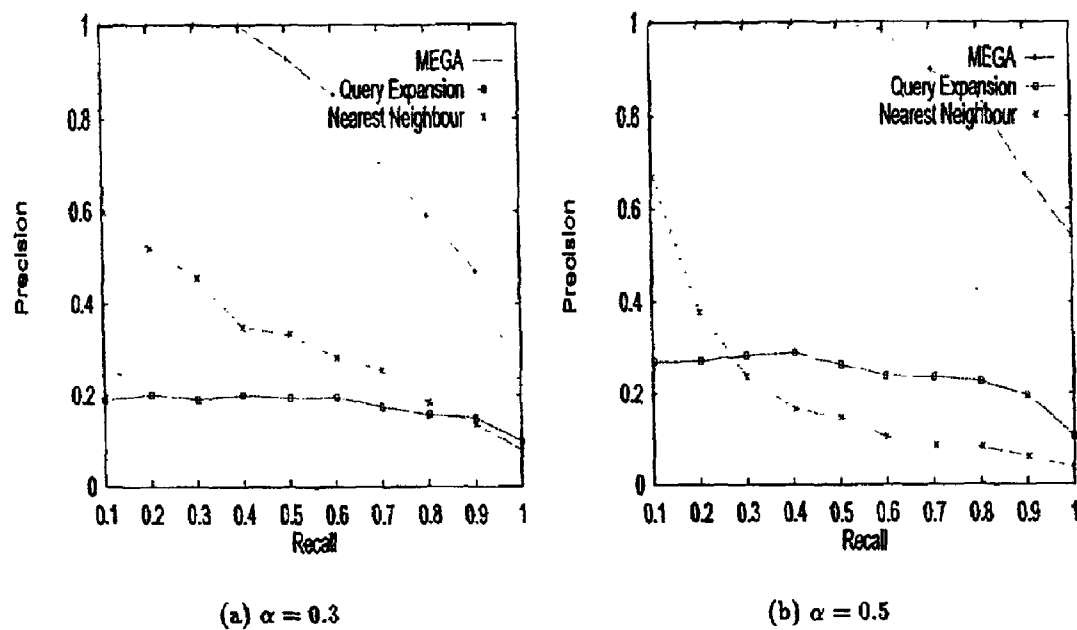 1
0.8
0.6
0.4
0.2
0
Precision
MEGA
Query Expansion
Nearest Neighbour
0.1 0.2 0.3 0.4 0.5 0.6 0.7 0.8 0.9 1
Recall
(a) α = 0.3
1
0.8
0.6
0.4
0.2
0
Precision
MEGA
Query Expansion
Nearest Neighbour
0.1 0.2 0.3 0.4 0.5 0.6 0.7 0.8 0.9 1
Recall
(b) α = 0.5